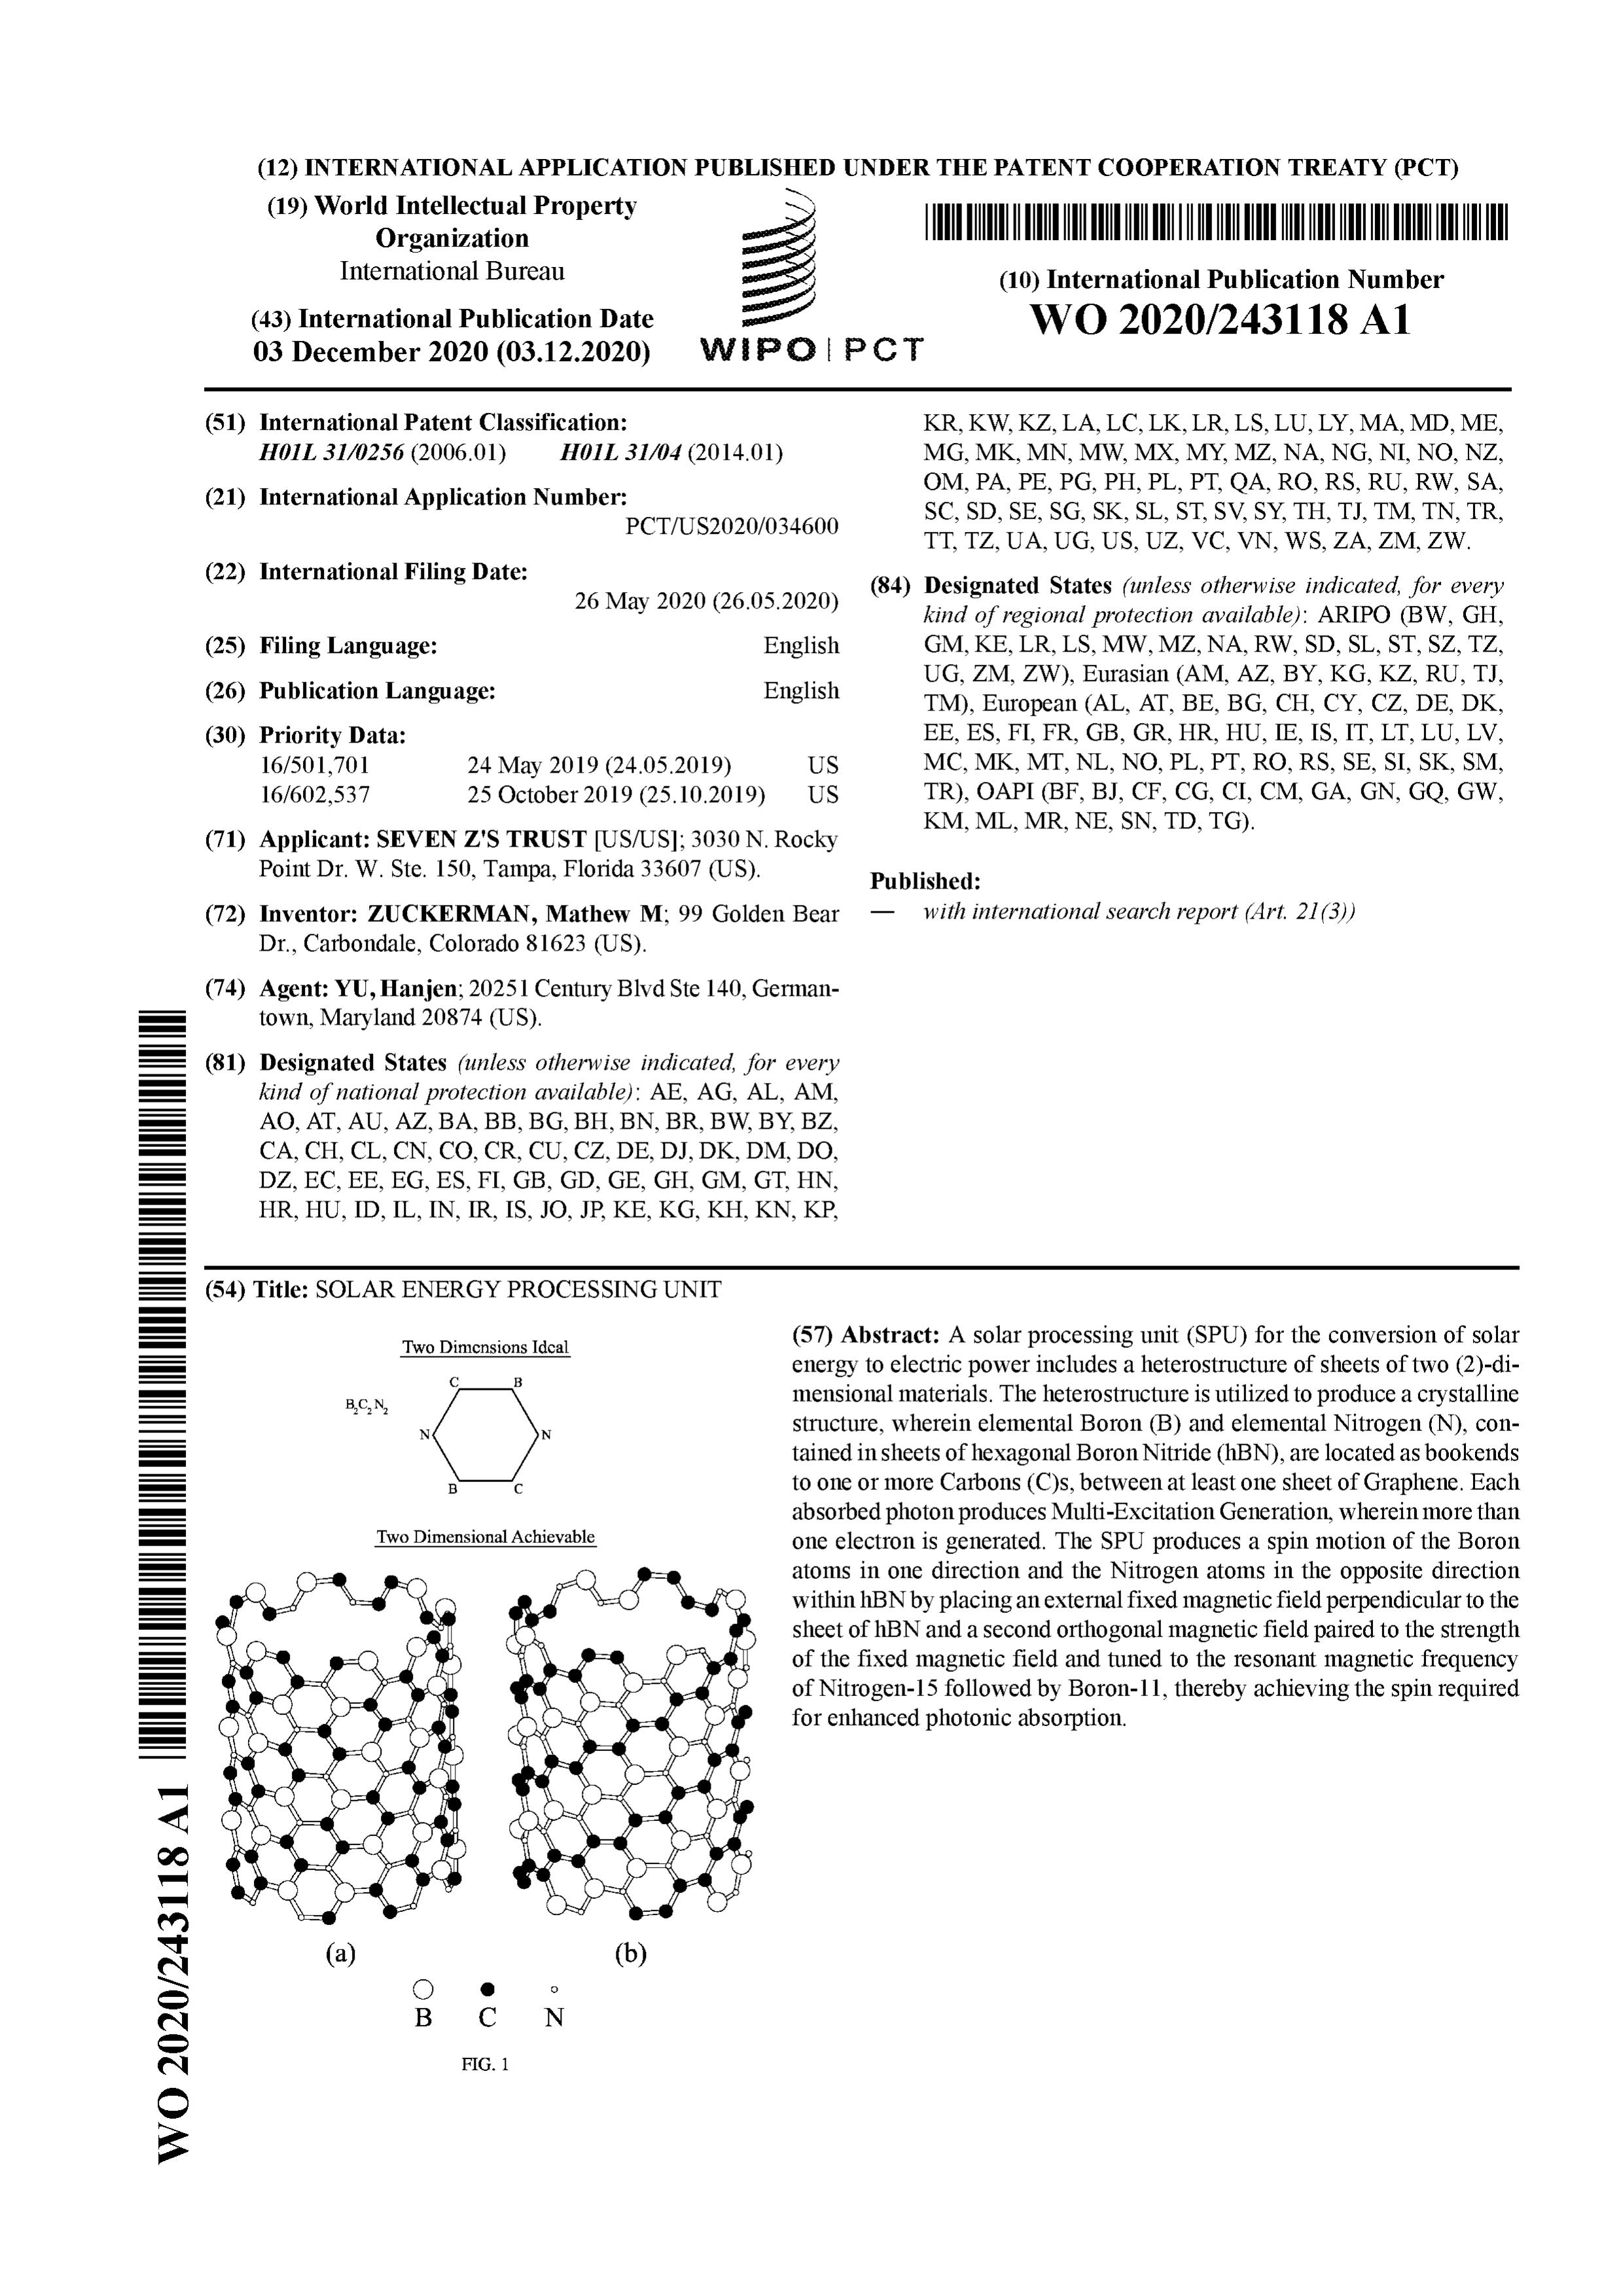 (12) INTERNATIONAL APPLICATION PUBLISHED UNDER THE PATENT COOPERATION TREATY (PCT)
(19) World Intellectual Property
Organization
International Bureau
(43) International Publication Date
03 December 2020 (03.12.2020)
WIPO | PCT
(10) International Publication Number
WO 2020/243118 A1
(51) International Patent Classification:
H01L 31/0256 (2006.01) H01L 31/04 (2014.01)
(21) International Application Number:
PCT/US2020/034600
(22) International Filing Date:
26 May 2020 (26.05.2020)
(25) Filing Language: English
(26) Publication Language: English
(30) Priority Data:
16/501,701 24 May 2019 (24.05.2019) US
16/602,537 25 October 2019 (25.10.2019) US
(71) Applicant: SEVEN Z'S TRUST [US/US]; 3030 N. Rocky
Point Dr. W. Ste. 150, Tampa, Florida 33607 (US).
(72) Inventor: ZUCKERMAN, Mathew M; 99 Golden Bear
Dr., Carbondale, Colorado 81623 (US).
(74) Agent: YU, Hanjen; 20251 Century Blvd Ste 140, German-
town, Maryland 20874 (US).
(81) Designated States (unless otherwise indicated, for every
kind of national protection available): AE, AG, AL, AM,
AO, AT, AU, AZ, BA, BB, BG, BH, BN, BR, BW, BY, BZ,
CA, CH, CL, CN, CO, CR, CU, CZ, DE, DJ, DK, DM, DO,
DZ, EC, EE, EG, ES, FI, GB, GD, GE, GH, GM, GT, HN,
HR, HU, ID, IL, IN, IR, IS, JO, JP, KE, KG, KH, KN, KP,
KR, KW, KZ, LA, LC, LK, LR, LS, LU, LY, MA, MD, ME,
MG, MK, MN, MW, MX, MY, MZ, NA, NG, NI, NO, NZ,
OM, PA, PE, PG, PH, PL, PT, QA, RO, RS, RU, RW, SA,
SC, SD, SE, SG, SK, SL, ST, SV, SY, TH, TJ, TM, TN, TR,
TT, TZ, UA, UG, US, UZ, VC, VN, WS, ZA, ZM, ZW.
(84) Designated States (unless otherwise indicated, for every
kind of regional protection available): ARIPO (BW, GH,
GM, KE, LR, LS, MW, MZ, NA, RW, SD, SL, ST, SZ, TZ,
UG, ZM, ZW), Eurasian (AM, AZ, BY, KG, KZ, RU, TJ,
TM), European (AL, AT, BE, BG, CH, CY, CZ, DE, DK,
EE, ES, FI, FR, GB, GR, HR, HU, IE, IS, IT, LT, LU, LV,
MC, MK, MT, NL, NO, PL, PT, RO, RS, SE, SI, SK, SM,
TR), OAPI (BF, BJ, CF, CG, CI, CM, GA, GN, GQ, GW,
KM, ML, MR, NE, SN, TD, TG).
Published:
— with international search report (Art. 21(3))
(54) Title: SOLAR ENERGY PROCESSING UNIT
Two Dimensions Ideal
B₂C₂N₂
C B
N N
B C
Two Dimensional Achievable
(a) (b)
B C N
FIG. 1
(57) Abstract: A solar processing unit (SPU) for the conversion of solar
energy to electric power includes a heterostructure of sheets of two (2)-di-
mensional materials. The heterostructure is utilized to produce a crystalline
structure, wherein elemental Boron (B) and elemental Nitrogen (N), con-
tained in sheets of hexagonal Boron Nitride (hBN), are located as bookends
to one or more Carbons (C)s, between at least one sheet of Graphene. Each
absorbed photon produces Multi-Excitation Generation, wherein more than
one electron is generated. The SPU produces a spin motion of the Boron
atoms in one direction and the Nitrogen atoms in the opposite direction
within hBN by placing an external fixed magnetic field perpendicular to the
sheet of hBN and a second orthogonal magnetic field paired to the strength
of the fixed magnetic field and tuned to the resonant magnetic frequency
of Nitrogen-15 followed by Boron-11, thereby achieving the spin required
for enhanced photonic absorption.
WO 2020/243118 A1